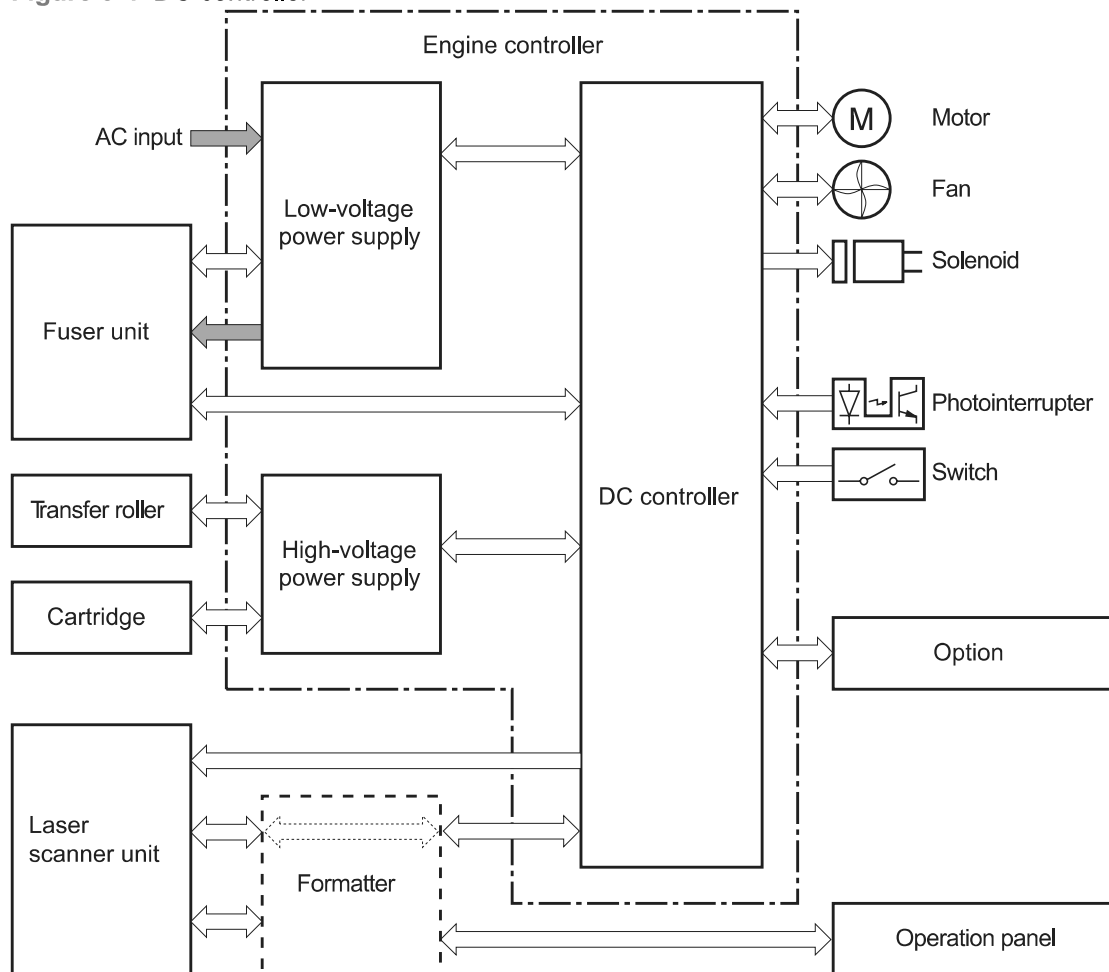 Engine controller
AC input
Low-voltage
power supply
Fuser unit
Transfer roller
High-voltage
power supply
Cartridge
Laser
scanner unit
Formatter
DC controller
M
Motor
Fan
Solenoid
Photointerrupter
Switch
Option
Operation panel